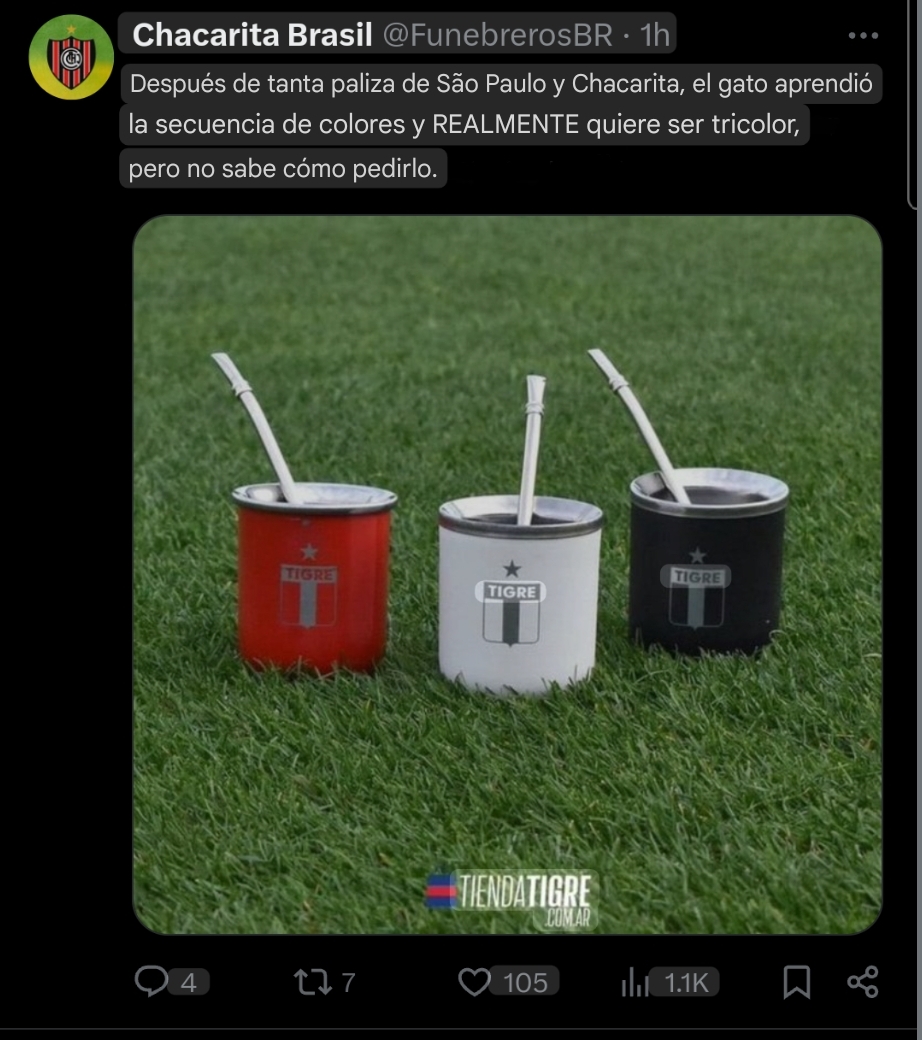 Chacarita Brasil @FunebrerosBR · 1h
Después de tanta paliza de São Paulo y Chacarita, el gato aprendió
la secuencia de colores y REALMENTE quiere ser tricolor,
pero no sabe cómo pedirlo.
TIGRE
TIGRE
TIGRE
TIENDATIGRE
.COM.AR
4 7 105 1.1K